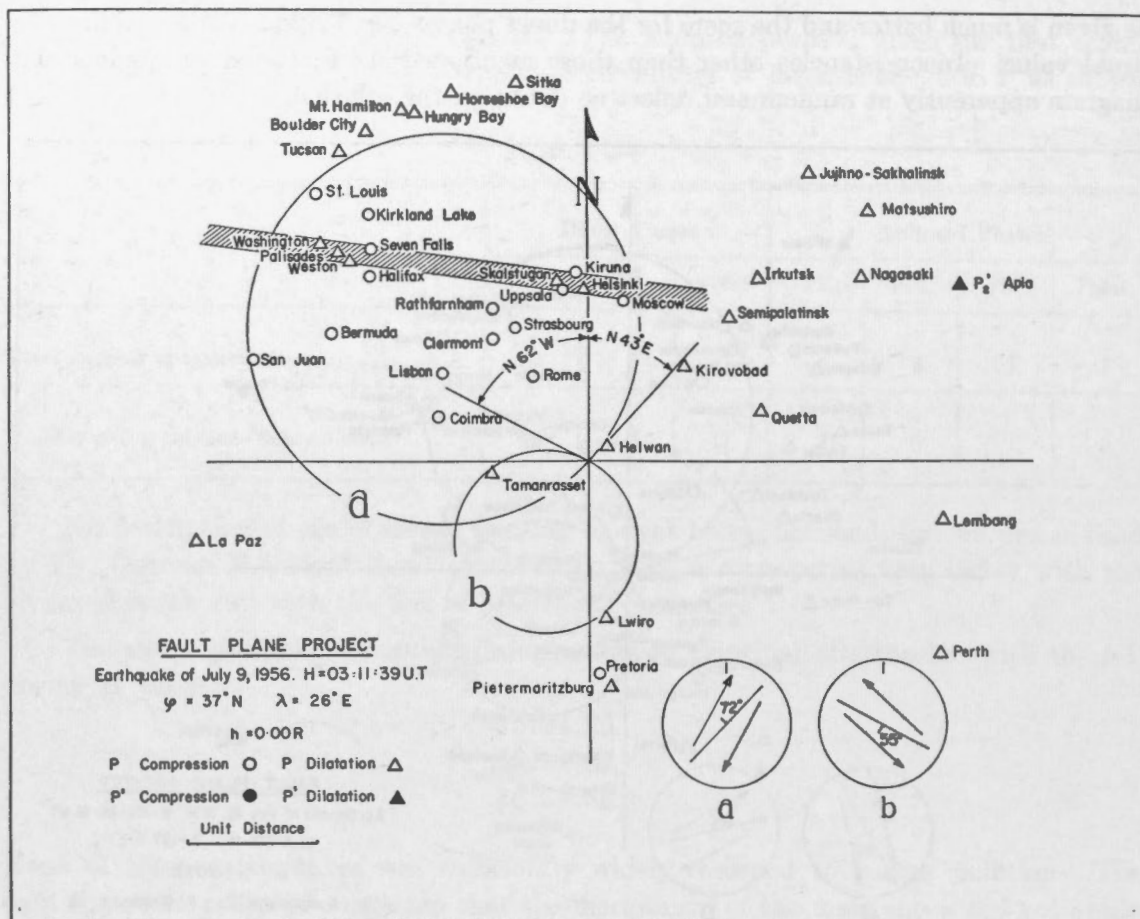 Sitka
Horseshoe Bay
Mt. Hamilton
Hungry Bay
Boulder City
Tucson
N
Jujhno-Sakhalinsk
St. Louis
Matsushiro
Kirkland Lake
Washington
Seven Falls
Palisades
Weston
Halifax
Skalstugan
Kiruna
Helsinki
Irkutsk
Nagasaki
P'2 Apia
Uppsala
Moscow
Rathfarnham
Semipalatinsk
Bermuda
Strasbourg
Clermont
N 62° W
N 43° E
San Juan
Lisbon
Rome
Kirovobad
Coimbra
Quetta
Helwan
Tamanrasset
a
Lembang
La Paz
b
Lwiro
FAULT PLANE PROJECT
Earthquake of July 9, 1956. H=03:11:39 U.T
φ = 37° N λ = 26° E
h = 0·00R
P Compression P Dilatation
P' Compression P' Dilatation
Unit Distance
Pretoria
Pietermaritzburg
Perth
72°
55°
a
b